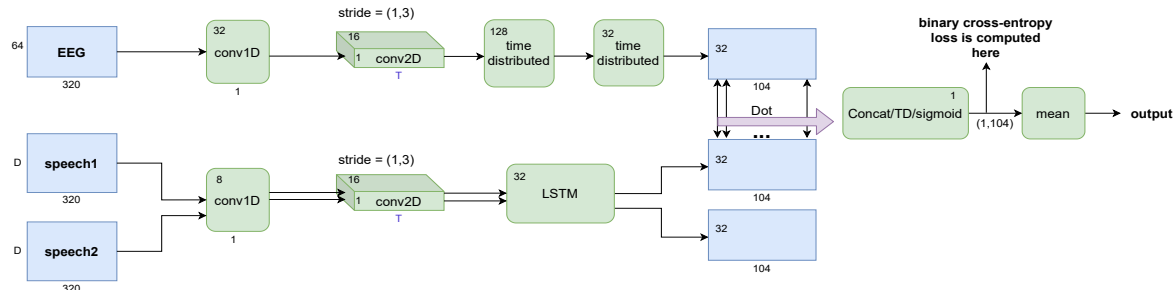 64
EEG
320
32
conv1D
1
stride = (1,3)
16
1
conv2D
T
128
time
distributed
32
time
distributed
32
104
Dot
...
binary cross-entropy
loss is computed
here
Concat/TD/sigmoid
1
(1,104)
mean
output
D
speech1
320
D
speech2
320
8
conv1D
1
stride = (1,3)
16
1
conv2D
T
32
LSTM
32
104
32
104